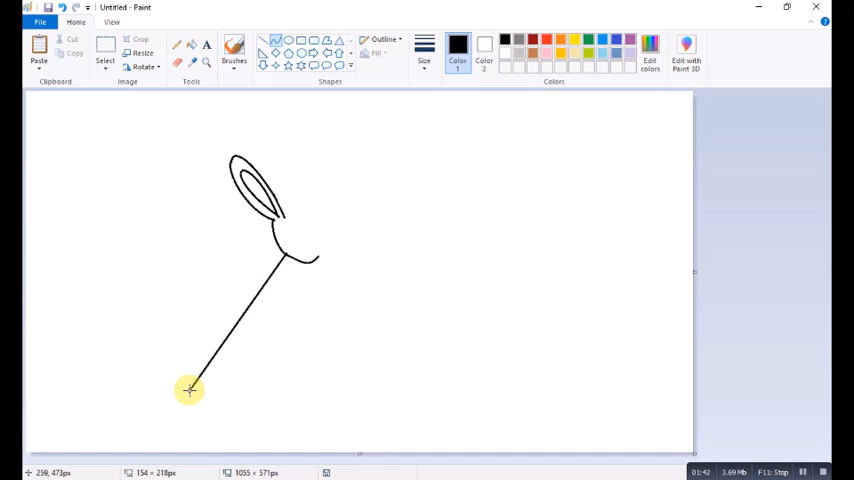 Untitled - Paint
File Home View
Paste Cut Copy
Clipboard
Select Crop Resize Rotate
Image
A
Tools
Brushes
Outline Fill
Shapes
Size
Color 1
Color 2
Edit colors
Colors
Edit with Paint 3D
259, 473px 154 × 218px 1055 × 571px
01:42 3.69 Mb F11: Stop